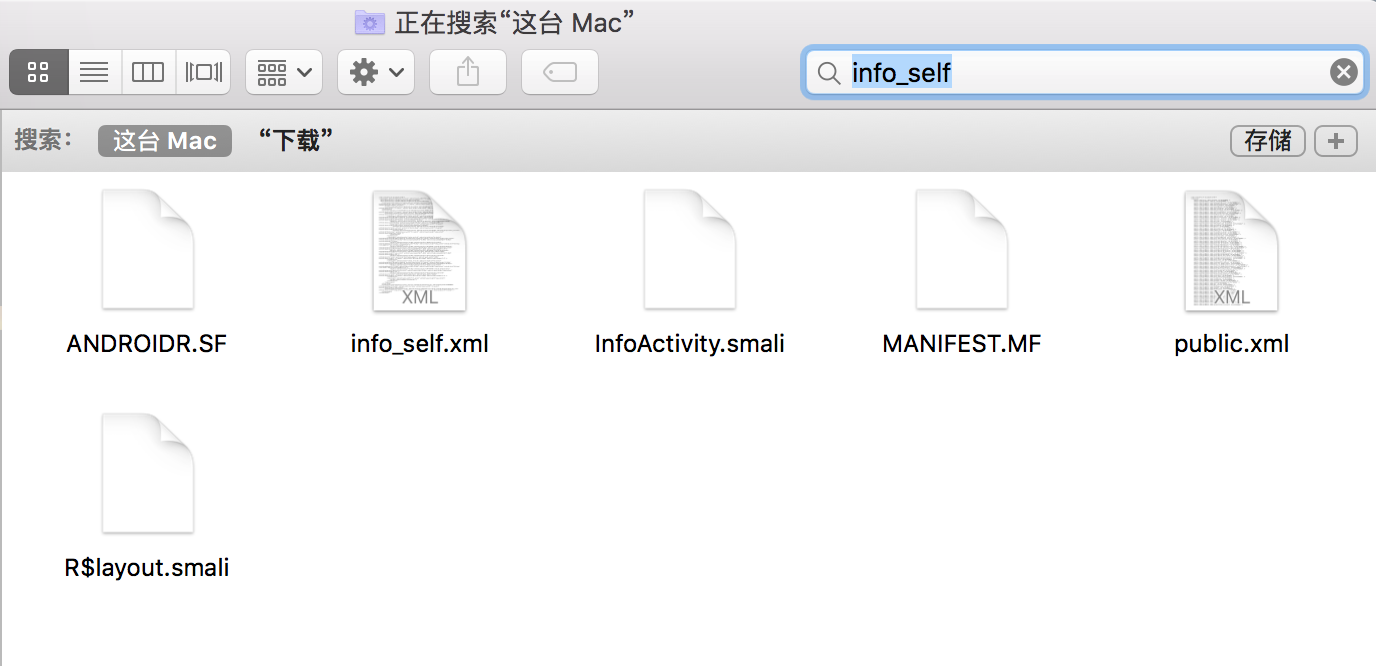 正在搜索“这台 Mac”
info_self
搜索： 这台 Mac “下载” 存储 +
XML XML
ANDROIDR.SF info_self.xml InfoActivity.smali MANIFEST.MF public.xml
R$layout.smali